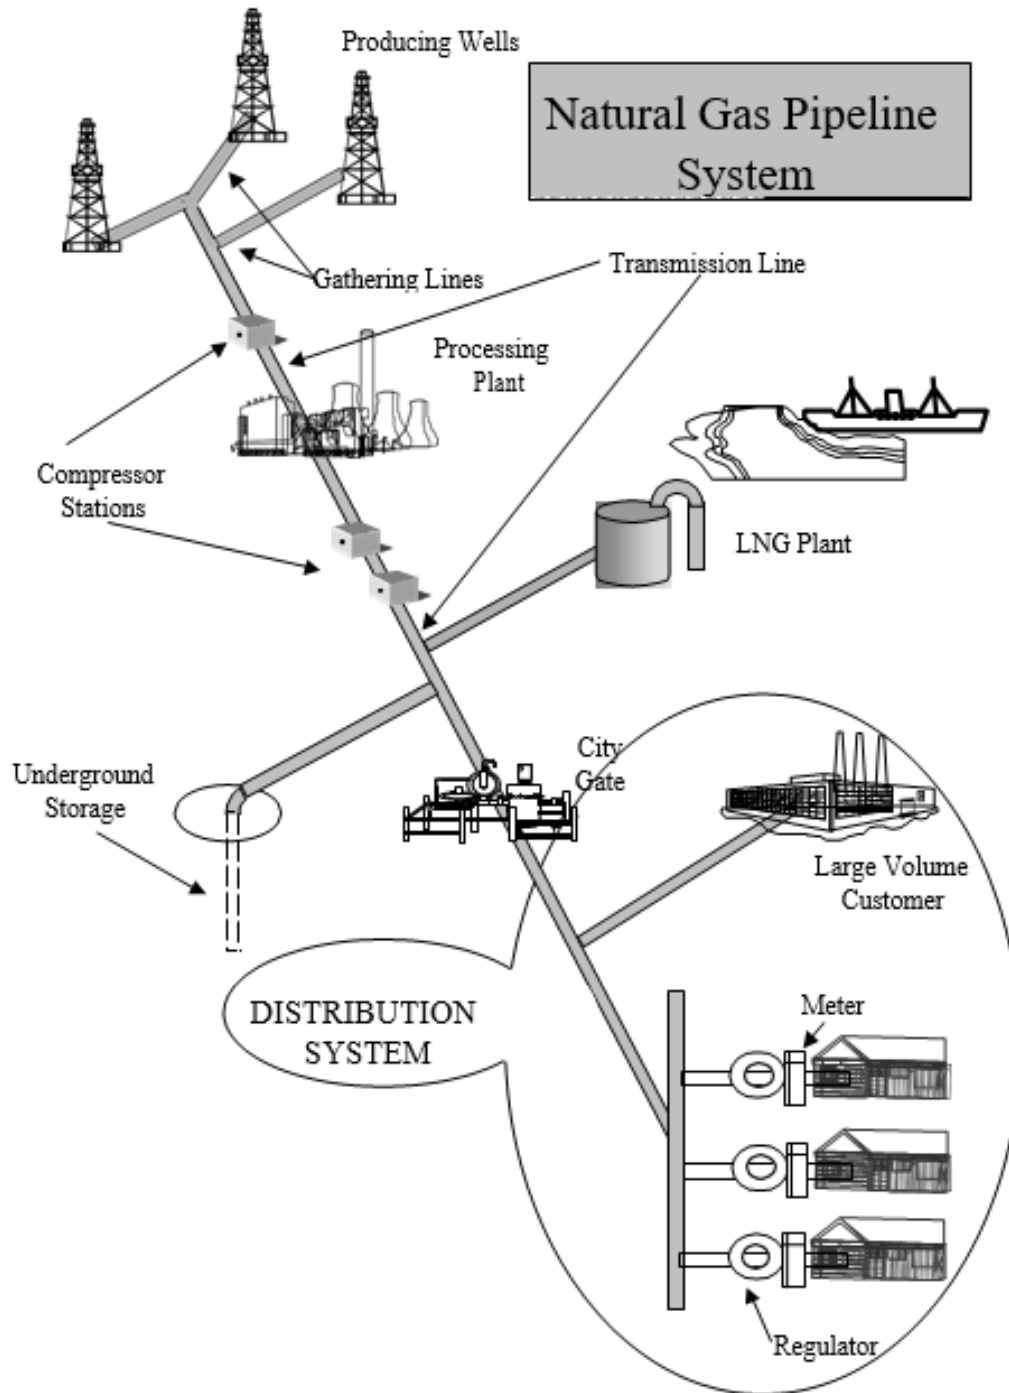 Producing Wells
Natural Gas Pipeline
System
Gathering Lines
Transmission Line
Processing
Plant
Compressor
Stations
LNG Plant
Underground
Storage
City
Gate
Large Volume
Customer
DISTRIBUTION
SYSTEM
Meter
Regulator